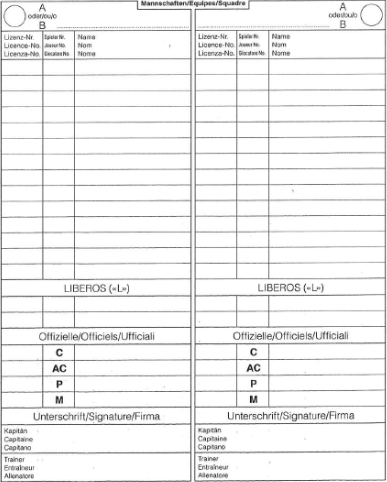 Mannschaften/Equipes/Squadre
A
oder/ou/o
B
A
oder/ou/o
B
Lizenz-Nr. Spieler Nr. Name
Licence-No. Joueur No. Nom
Licenza-No. Giocatore No. Nome
Lizenz-Nr. Spieler Nr. Name
Licence-No. Joueur No. Nom
Licenza-No. Giocatore No. Nome
LIBEROS («L»)
LIBEROS («L»)
Offizielle/Officiels/Ufficiali
Offizielle/Officiels/Ufficiali
C
AC
P
M
C
AC
P
M
Unterschrift/Signature/Firma
Unterschrift/Signature/Firma
Kapitän
Capitaine
Capitano
Kapitän
Capitaine
Capitano
Trainer
Entraîneur
Allenatore
Trainer
Entraîneur
Allenatore